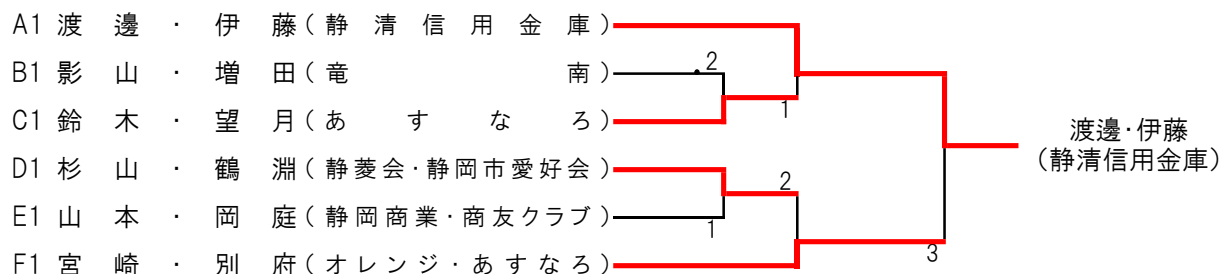 A1 渡邊・伊藤(静清信用金庫)
B1 影山・増田(竜南)
2
C1 鈴木・望月(あすなろ)
1
渡邊・伊藤
(静清信用金庫)
D1 杉山・鶴淵(静菱会・静岡市愛好会)
2
E1 山本・岡庭(静岡商業・商友クラブ)
1
3
F1 宮崎・別府(オレンジ・あすなろ)